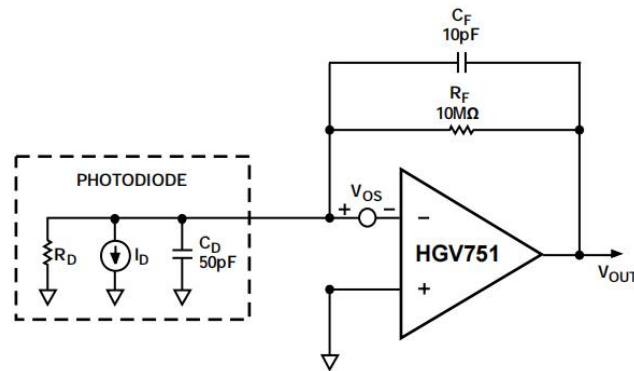 C_F
10pF
R_F
10MΩ
PHOTODIODE
V_OS
+ −
−
R_D
I_D
C_D
50pF
HGV751
+
V_OUT